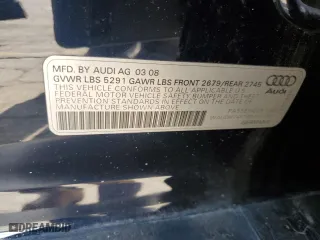 MFD. BY AUDI AG 03 08
GVWR LBS 5291 GAWR LBS FRONT 2679/REAR 2745
THIS VEHICLE CONFORMS TO ALL APPLICABLE U.S.
FEDERAL MOTOR VEHICLE SAFETY BUMPER AND THEFT
PREVENTION STANDARDS IN EFFECT ON THE DATE OF
MANUFACTURE SHOWN ABOVE
Audi
DREAMBID